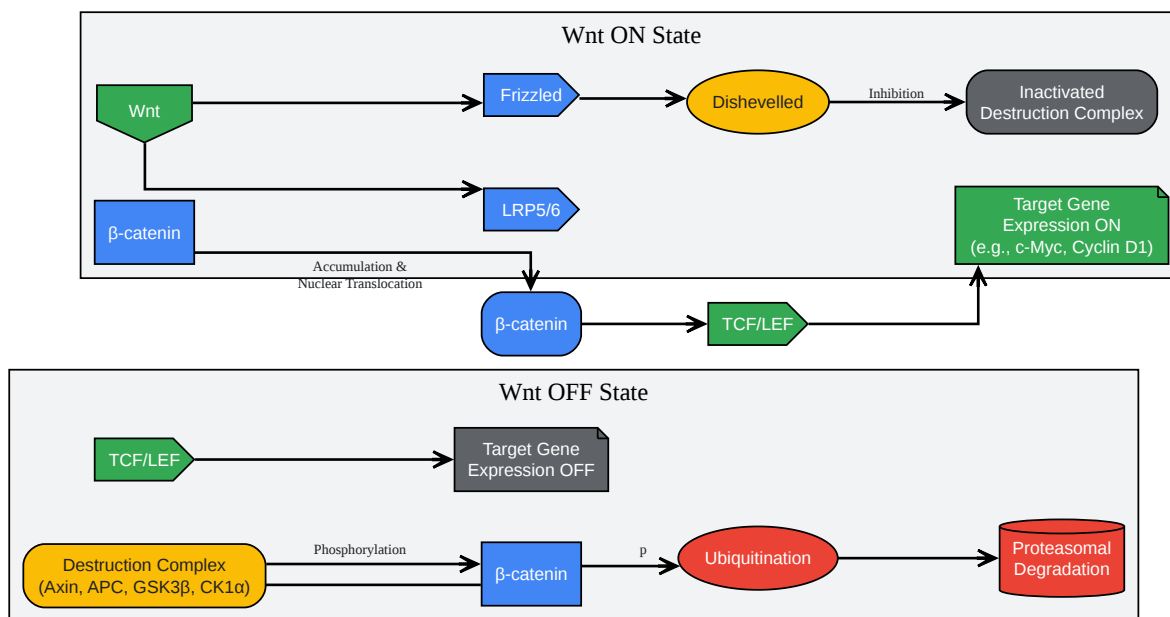 Wnt ON State
Wnt
Frizzled
Dishevelled
Inhibition
Inactivated
Destruction Complex
LRP5/6
β-catenin
Target Gene
Expression ON
(e.g., c-Myc, Cyclin D1)
Accumulation &
Nuclear Translocation
β-catenin
TCF/LEF
Wnt OFF State
TCF/LEF
Target Gene
Expression OFF
Destruction Complex
(Axin, APC, GSK3β, CK1α)
Phosphorylation
β-catenin
p
Ubiquitination
Proteasomal
Degradation